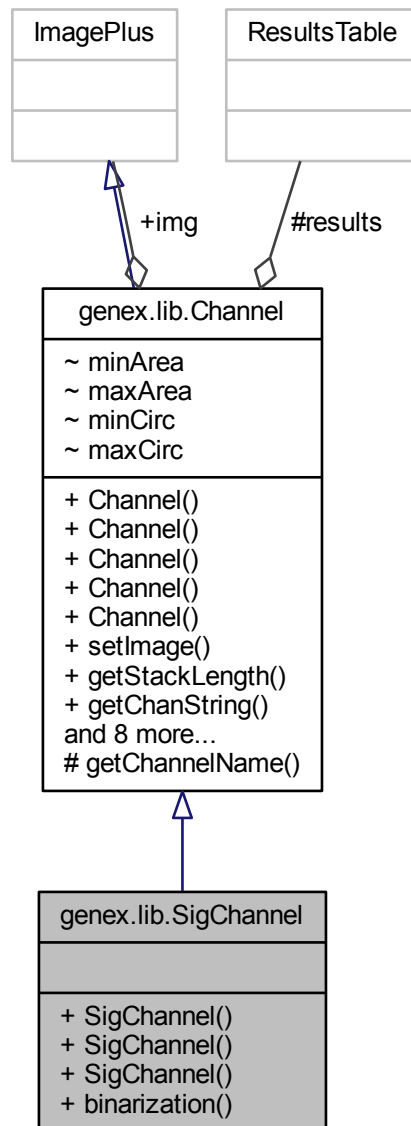 ImagePlus
ResultsTable
+img
#results
genex.lib.Channel
~ minArea
~ maxArea
~ minCirc
~ maxCirc
+ Channel()
+ Channel()
+ Channel()
+ Channel()
+ Channel()
+ setImage()
+ getStackLength()
+ getChanString()
and 8 more...
# getChannelName()
genex.lib.SigChannel
+ SigChannel()
+ SigChannel()
+ SigChannel()
+ binarization()